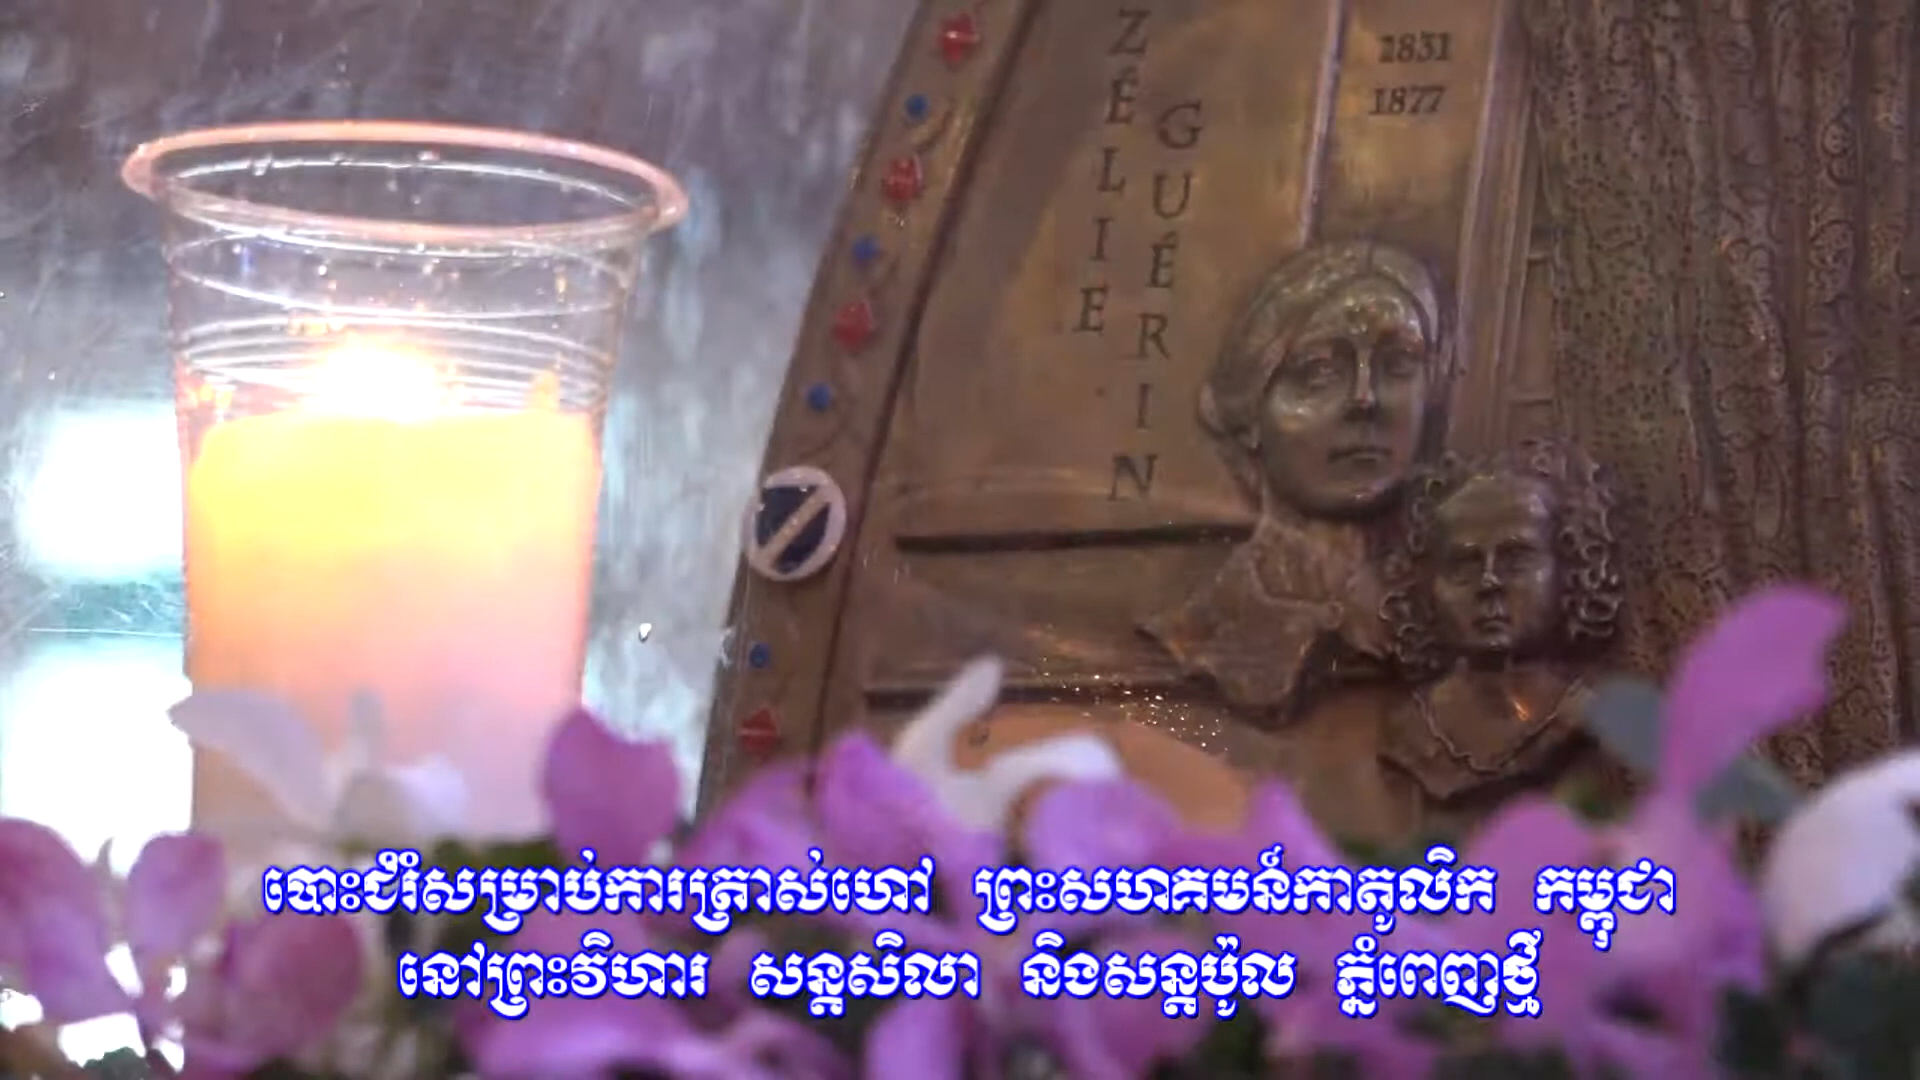 ZÉLIE
GUÉRIN
1831
1877
បោះជំរំសម្រាប់ការត្រាស់ហៅ ព្រះសហគមន៍កាតូលិក កម្ពុជា
នៅព្រះវិហារ សន្តសិលា និងសន្តប៉ូល ភ្នំពេញថ្មី